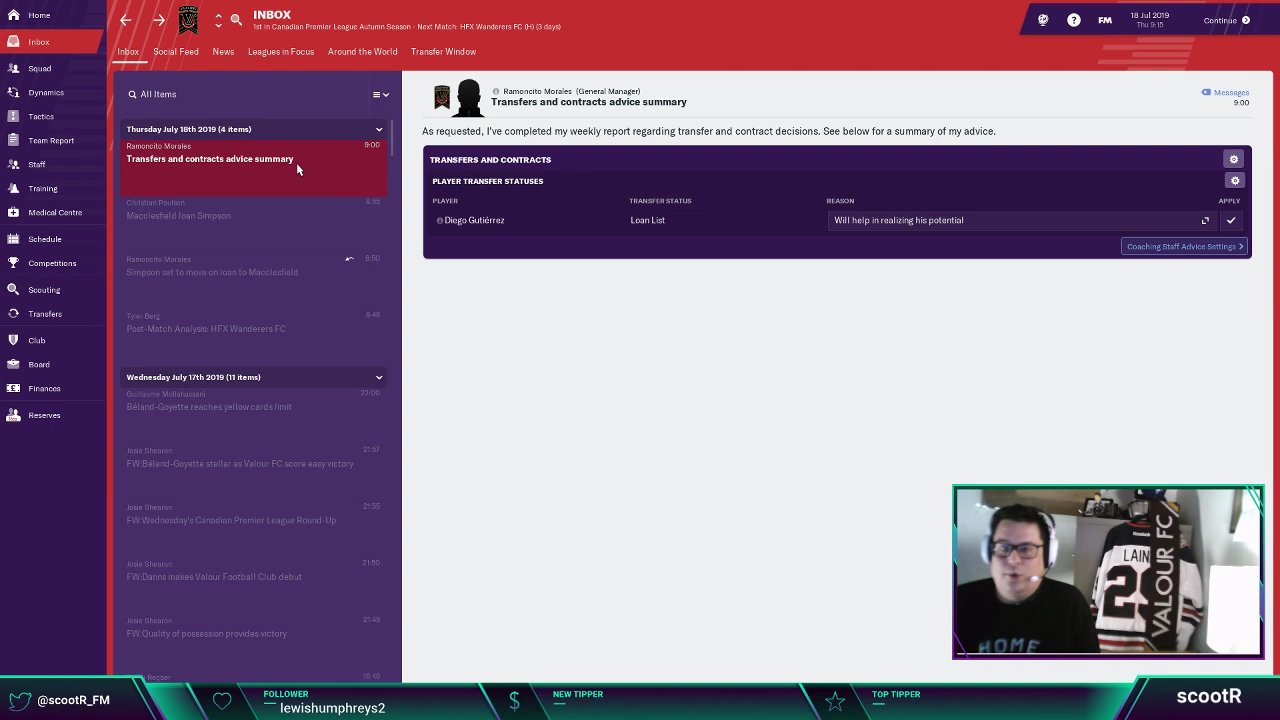 Home
Inbox
Squad
Dynamics
Tactics
Team Report
Staff
Training
Medical Centre
Schedule
Competitions
Scouting
Transfers
Club
Board
Finances
Reserves
INBOX
1st in Canadian Premier League Autumn Season - Next Match: HFX Wanderers FC (H) (3 days)
FM
18 Jul 2019
Thu 9:15
Continue
Inbox Social Feed News Leagues in Focus Around the World Transfer Window
All Items
Thursday July 18th 2019 (4 items)
Ramoncito Morales 9:00
Transfers and contracts advice summary
Christian Poulsen 8:55
Macclesfield loan Simpson
Ramoncito Morales 8:50
Simpson set to move on loan to Macclesfield
Tyler Berg 8:48
Post-Match Analysis: HFX Wanderers FC
Wednesday July 17th 2019 (11 items)
Guillaume 22:00
Béland-Goyette reaches yellow cards limit
Josie Shearon 21:57
FW:Béland-Goyette stellar as Valour FC score easy victory
Josie Shearon 21:55
FW:Wednesday's Canadian Premier League Round-Up
Josie Shearon 21:50
FW:Danns makes Valour Football Club debut
Josie Shearon 21:49
FW:Quality of possession provides victory
Ramoncito Morales (General Manager)
Transfers and contracts advice summary
Messages
9:00
As requested, I've completed my weekly report regarding transfer and contract decisions. See below for a summary of my advice.
TRANSFERS AND CONTRACTS
PLAYER TRANSFER STATUSES
PLAYER TRANSFER STATUS REASON APPLY
Diego Gutiérrez Loan List Will help in realizing his potential
Coaching Staff Advice Settings
LAIN
VALOUR FC
HOME
@scootR_FM
FOLLOWER
lewishumphreys2
NEW TIPPER
TOP TIPPER
scootR